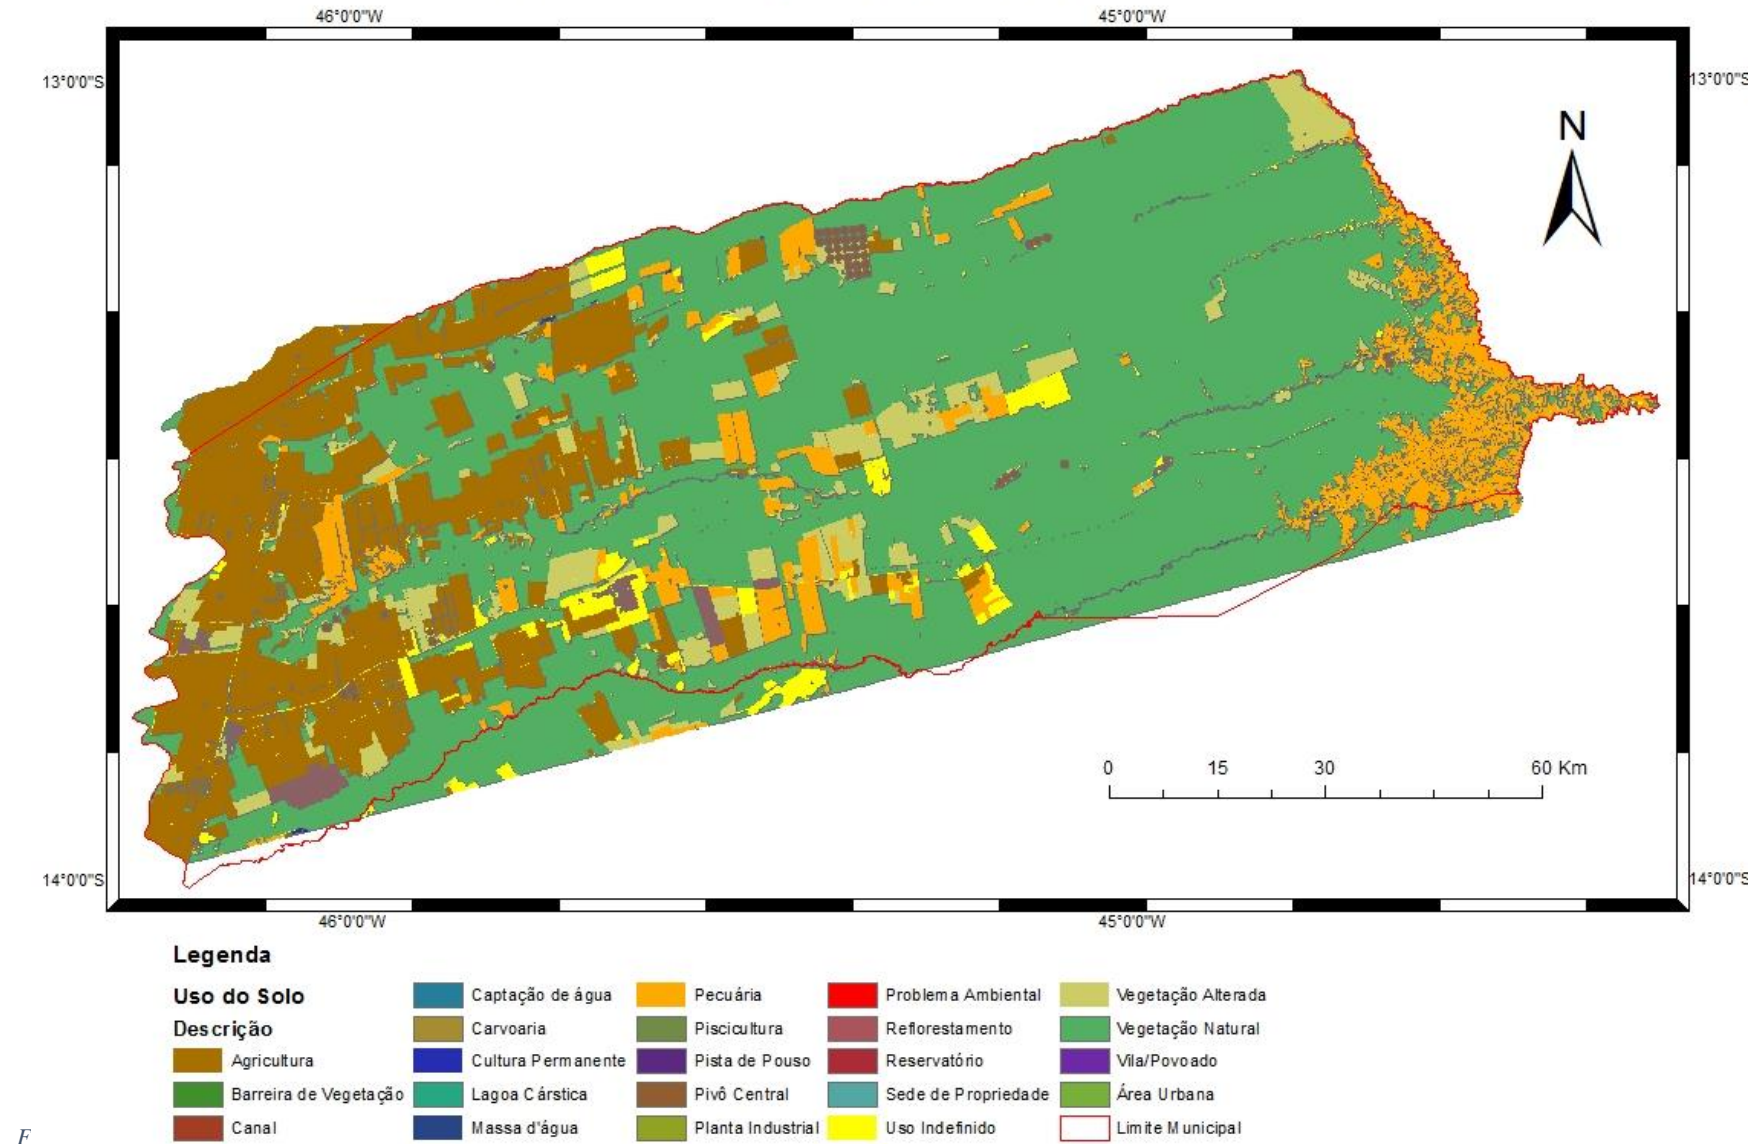 46°0'0"W 45°0'0"W
13°0'0"S 13°0'0"S
N
0 15 30 60 Km
14°0'0"S 14°0'0"S
46°0'0"W 45°0'0"W
Legenda
Uso do Solo
Descrição
Agricultura
Barreira de Vegetação
Canal
Captação de água
Carvoaria
Cultura Permanente
Lagoa Cárstica
Massa d'água
Pecuária
Piscicultura
Pista de Pouso
Pivô Central
Planta Industrial
Problema Ambiental
Reflorestamento
Reservatório
Sede de Propriedade
Uso Indefinido
Vegetação Alterada
Vegetação Natural
Vila/Povoado
Área Urbana
Limite Municipal
F